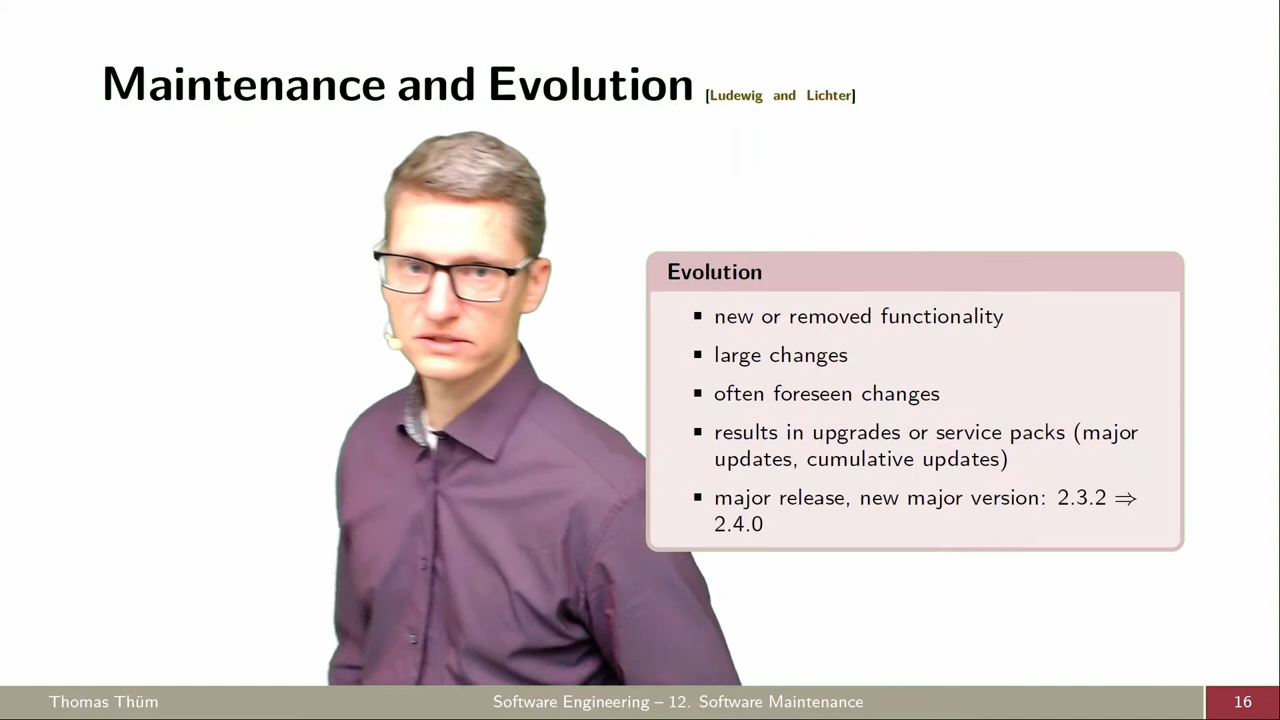 Maintenance and Evolution [Ludewig and Lichter]
Evolution
▪ new or removed functionality
▪ large changes
▪ often foreseen changes
▪ results in upgrades or service packs (major
updates, cumulative updates)
▪ major release, new major version: 2.3.2 ⇒
2.4.0
Thomas Thüm
Software Engineering – 12. Software Maintenance
16